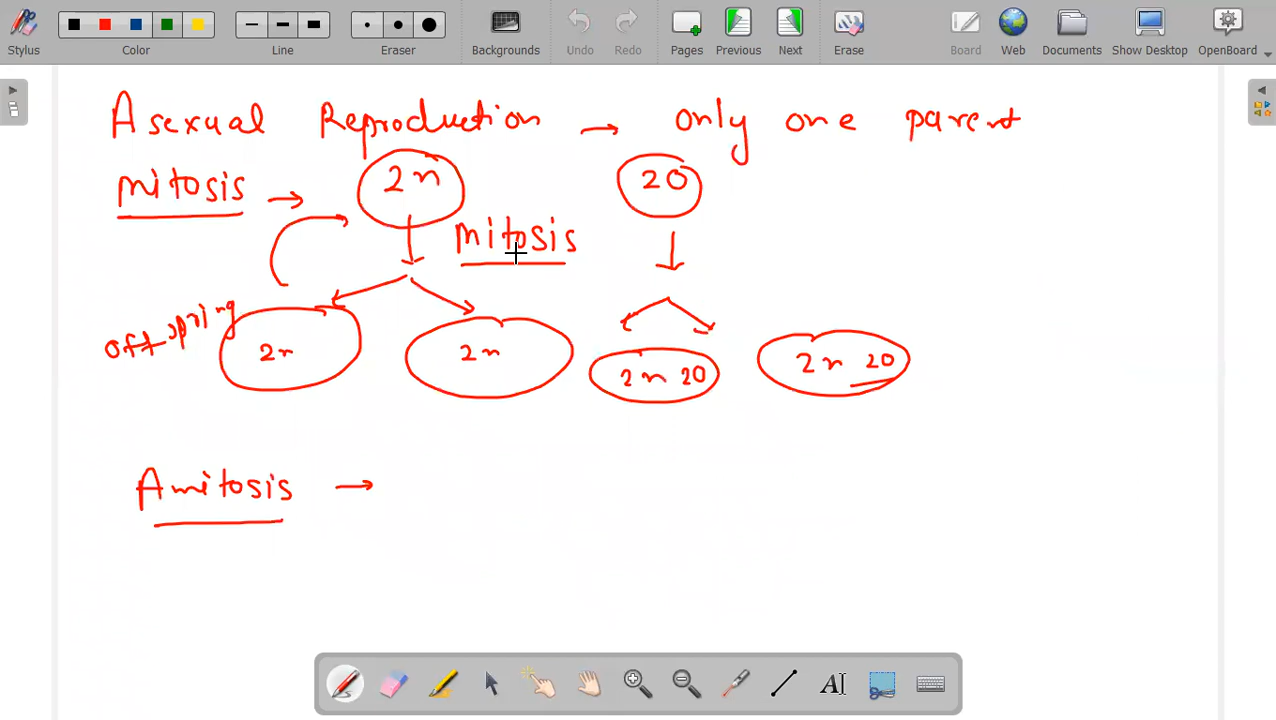 Stylus Color Line Eraser Backgrounds Undo Redo Pages Previous Next Erase Board Web Documents Show Desktop OpenBoard
Asexual Reproduction → only one parent
mitosis → 2n 20
mitosis
offspring 2n 2n 2n 20 2n 20
Amitosis →